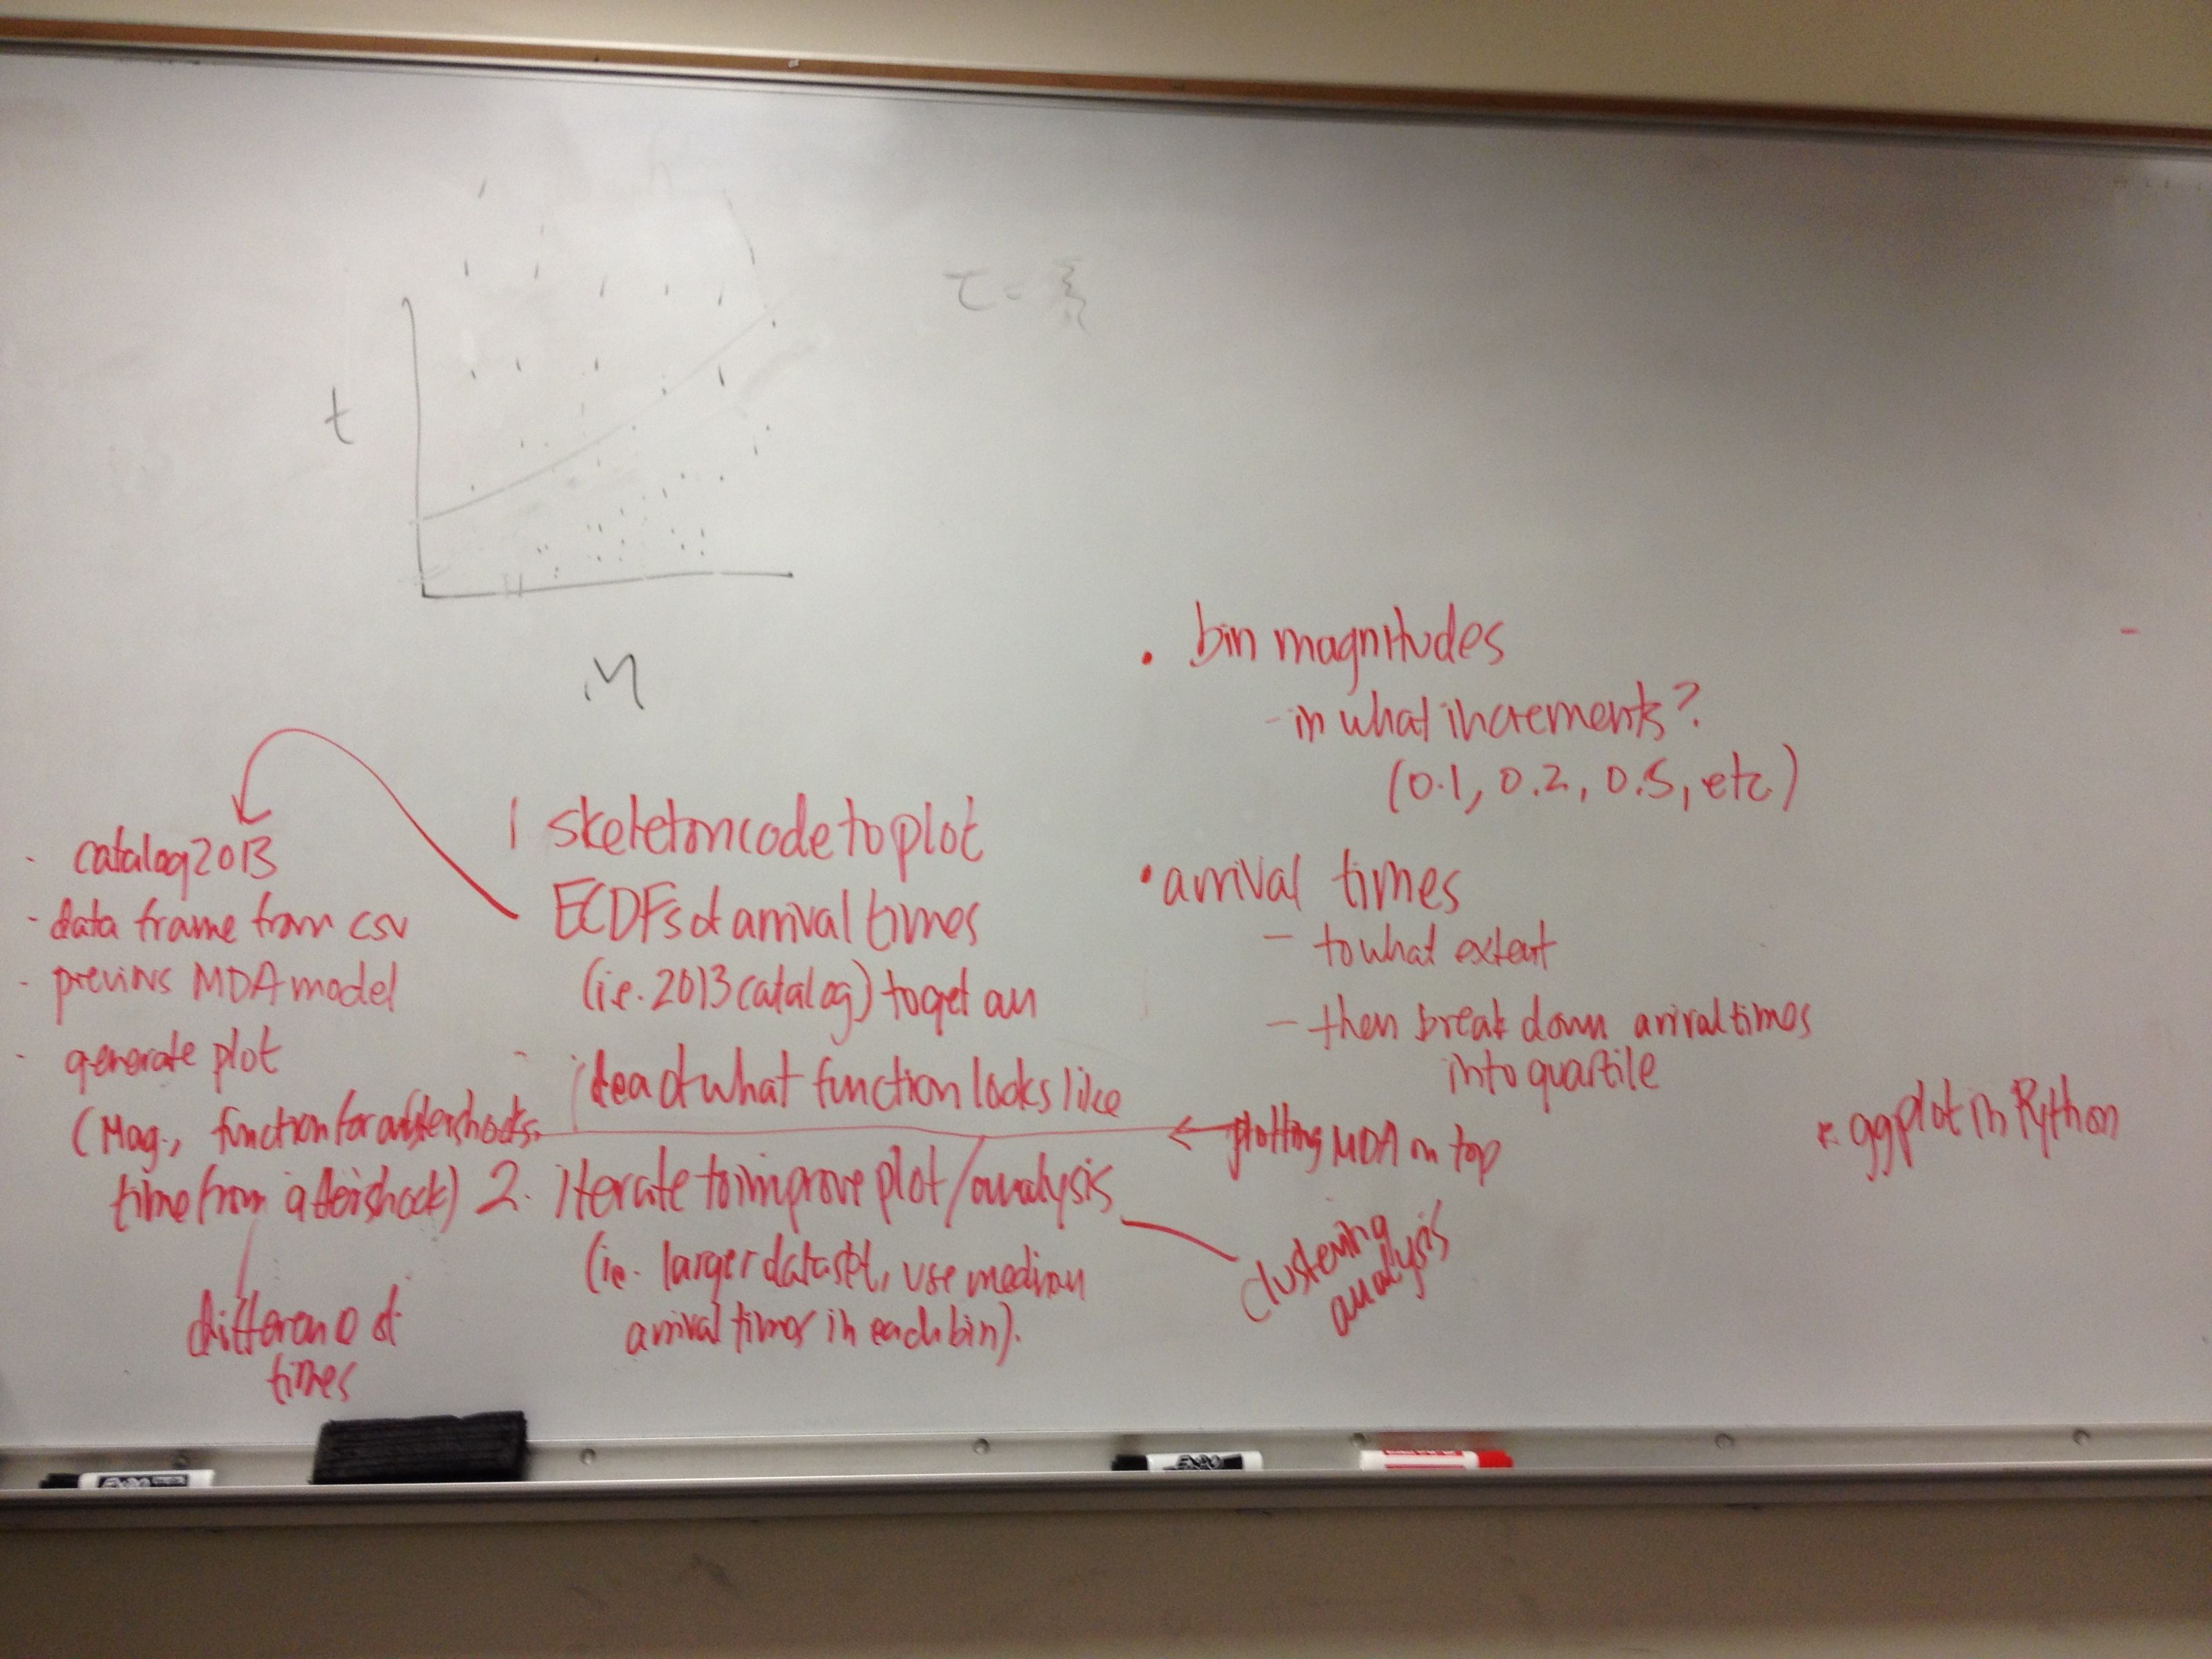 t
τ =
M
· catalog2013
- data frame from csv
- previous MDA model
- generate plot
(Mag., function for aftershocks,
time from aftershock)
difference of
times
1 skeleton code to plot
ECDFs of arrival times
(i.e. 2013 catalog) to get an
idea of what function looks like
2. iterate to improve plot/analysis
(ie. larger dataset, use median
arrival times in each bin).
• bin magnitudes
- in what increments?
(0.1, 0.2, 0.5, etc.)
• arrival times
- to what extent
- then break down arrival times
into quartile
← plotting MDA on top
clustering
analysis
* ggplot in Python
EXPO
EXPO